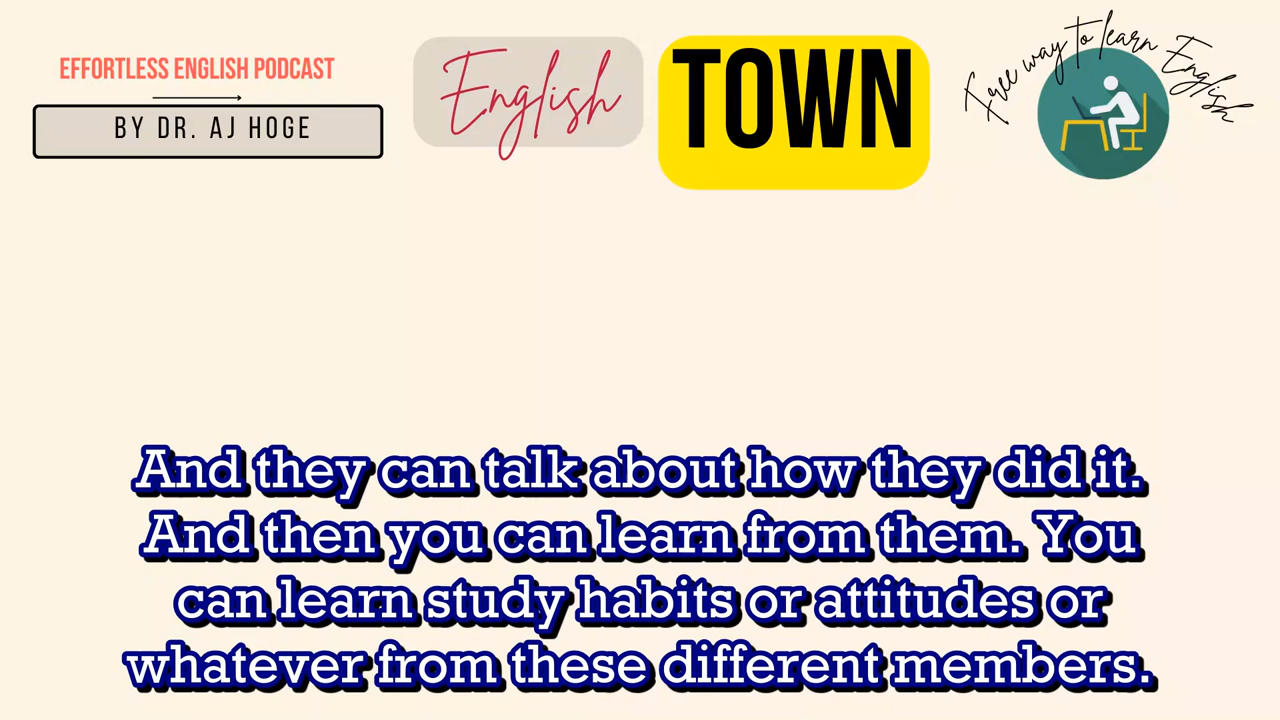 EFFORTLESS ENGLISH PODCAST
BY DR. AJ HOGE
English
TOWN
Free way to learn English
And they can talk about how they did it.
And then you can learn from them. You
can learn study habits or attitudes or
whatever from these different members.